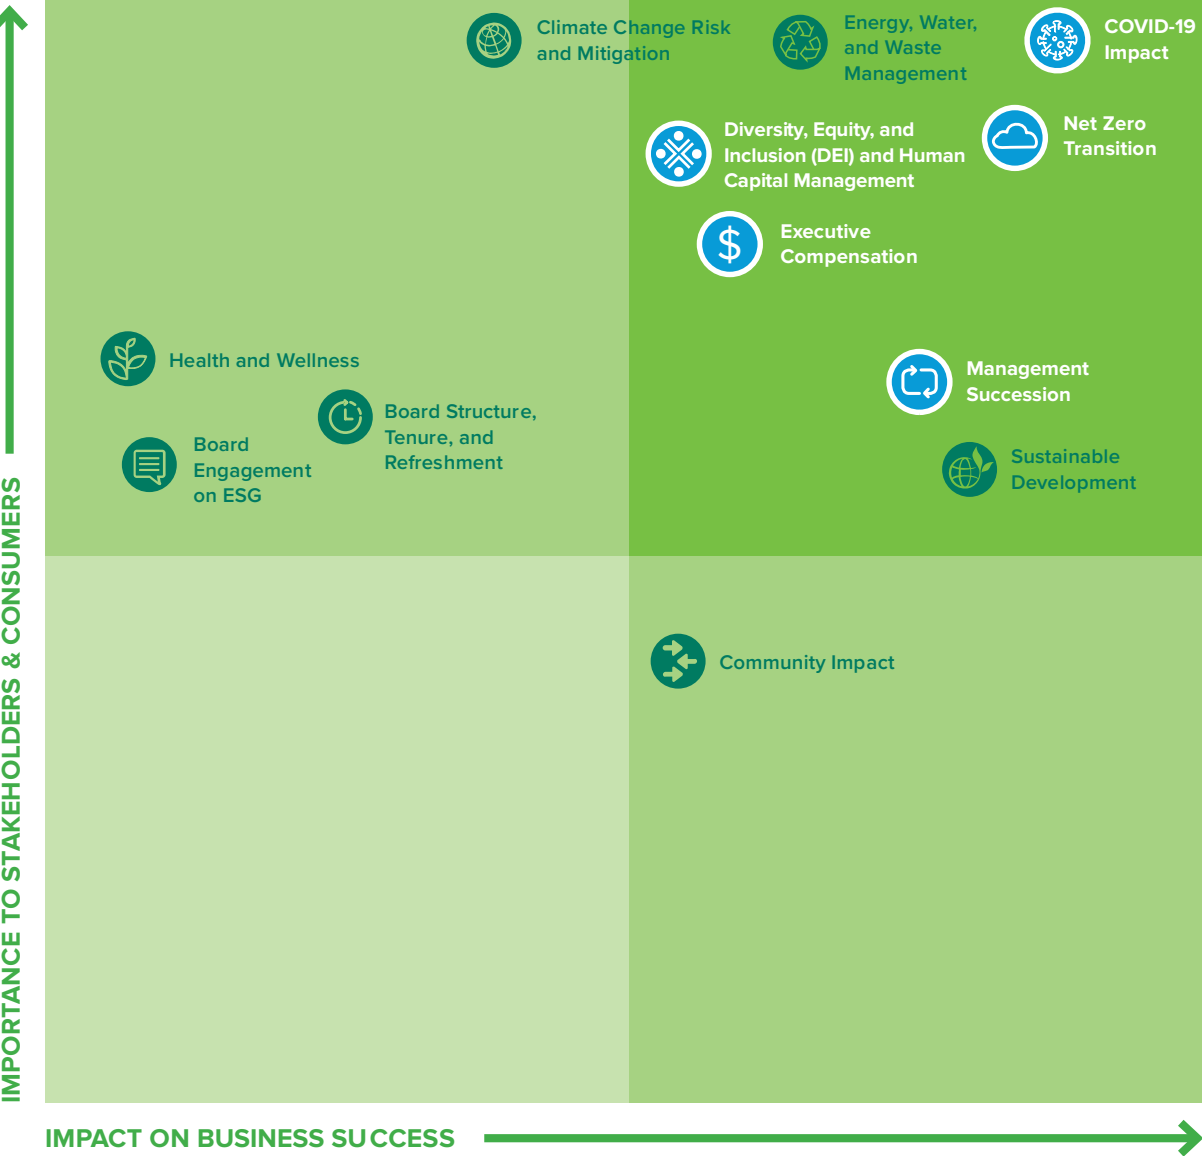 Climate Change Risk
and Mitigation
Energy, Water,
and Waste
Management
COVID-19
Impact
Diversity, Equity, and
Inclusion (DEI) and Human
Capital Management
Net Zero
Transition
$
Executive
Compensation
Health and Wellness
Board Structure,
Tenure, and
Refreshment
Board
Engagement
on ESG
Management
Succession
Sustainable
Development
Community Impact
IMPORTANCE TO STAKEHOLDERS & CONSUMERS
IMPACT ON BUSINESS SUCCESS